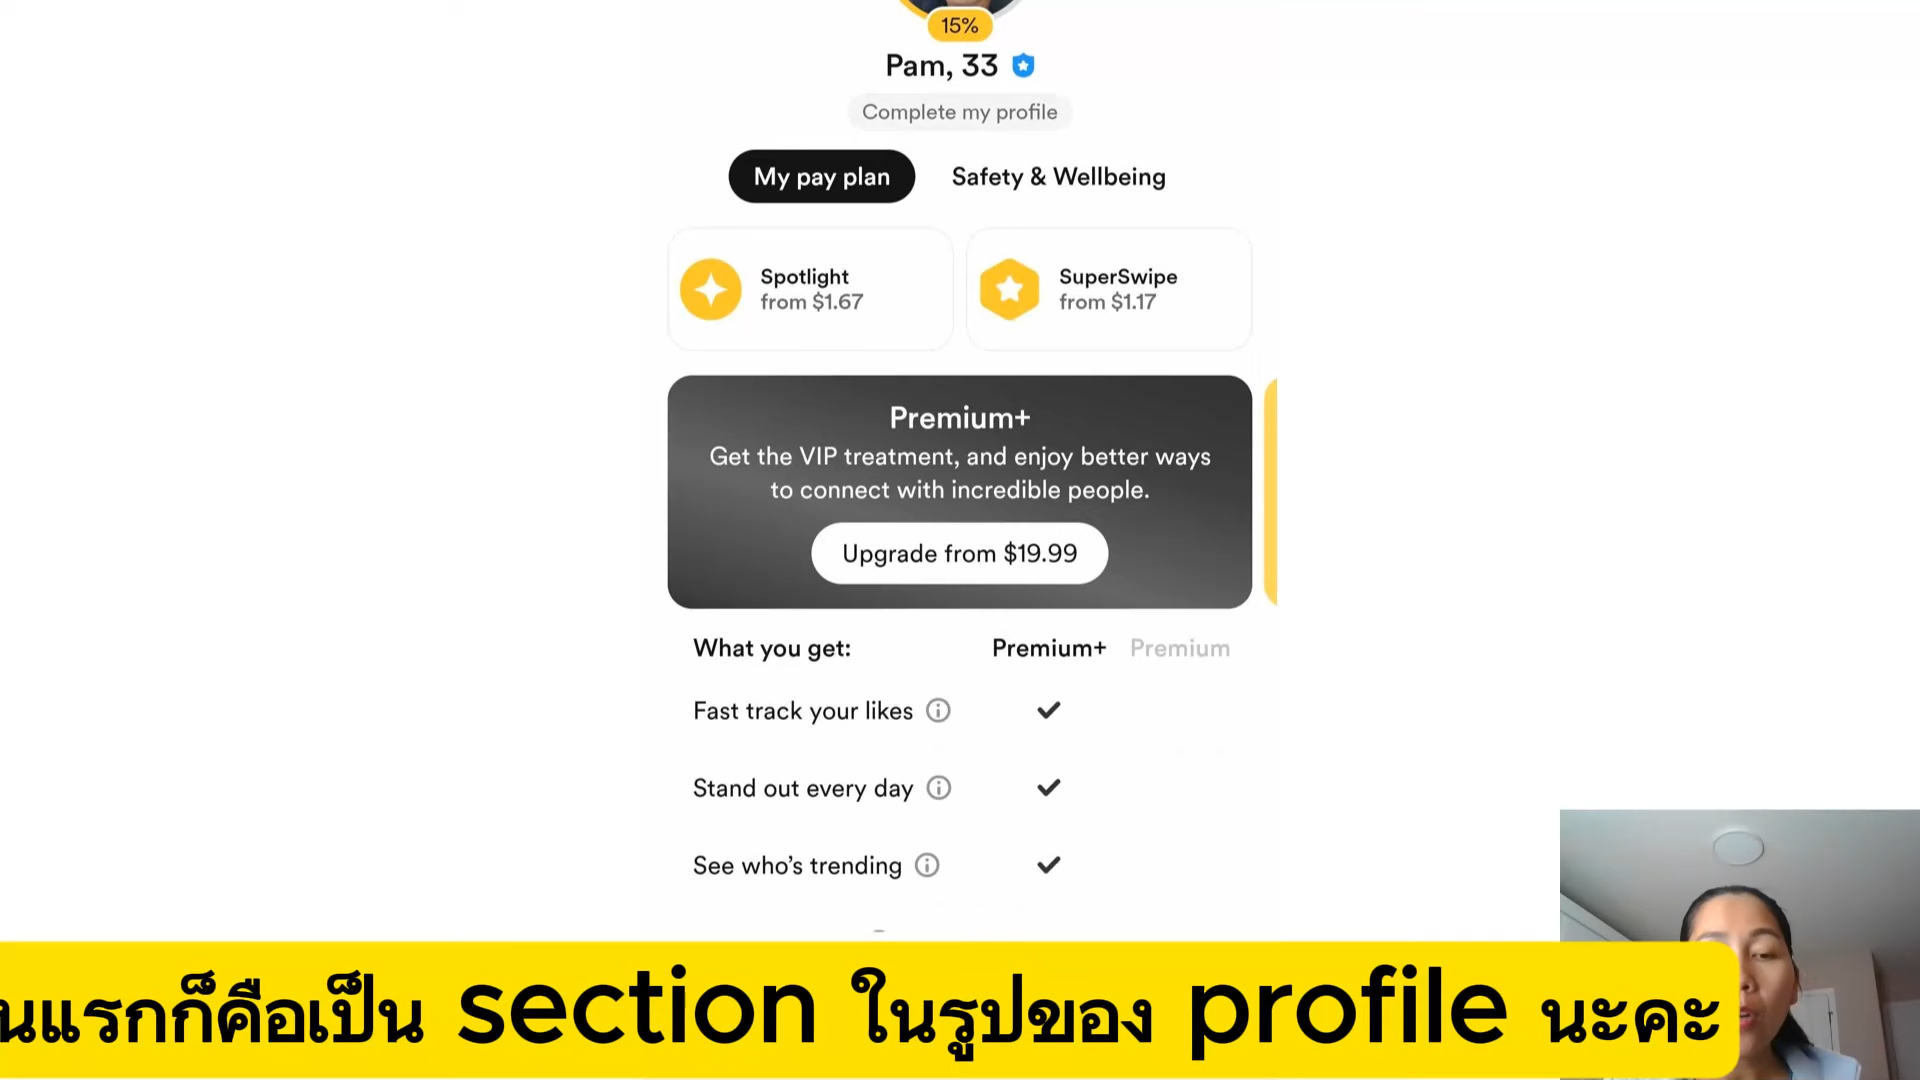 15%
Pam, 33
Complete my profile
My pay plan
Safety & Wellbeing
Spotlight
from $1.67
SuperSwipe
from $1.17
Premium+
Get the VIP treatment, and enjoy better ways
to connect with incredible people.
Upgrade from $19.99
What you get:
Premium+
Premium
Fast track your likes
Stand out every day
See who’s trending
นแรกก็คือเป็น section ในรูปของ profile นะคะ